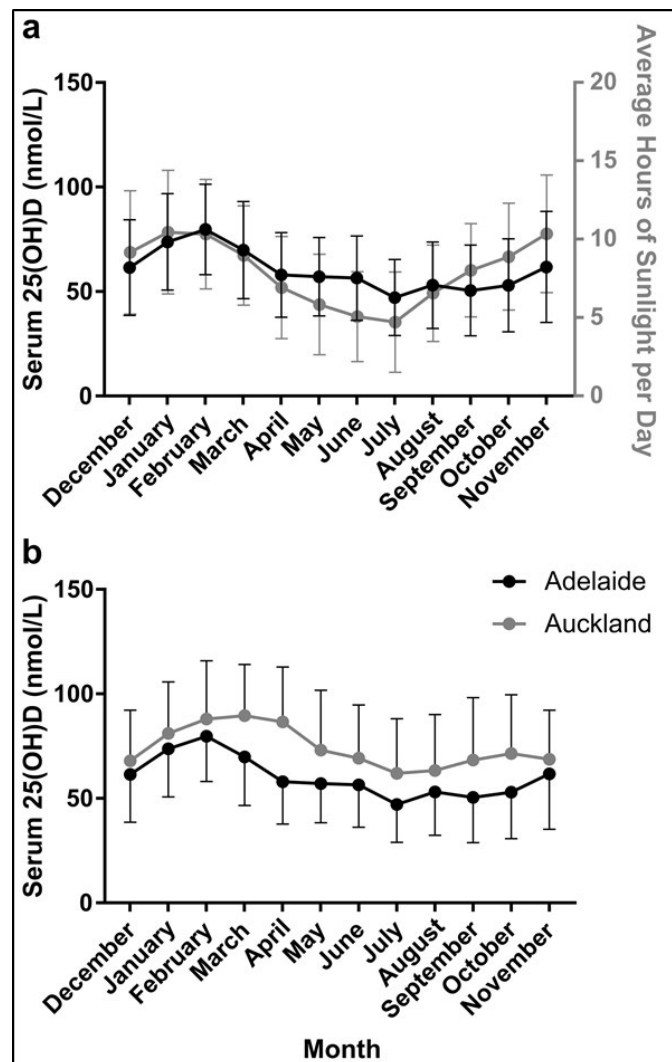 a
Serum 25(OH)D (nmol/L)
150
100
50
0
20
15
10
5
0
Average Hours of Sunlight per Day
December
January
February
March
April
May
June
July
August
September
October
November
b
Serum 25(OH)D (nmol/L)
150
100
50
0
Adelaide
Auckland
December
January
February
March
April
May
June
July
August
September
October
November
Month